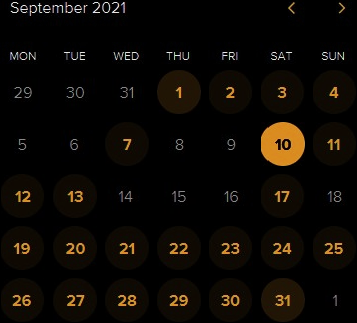 September 2021
MON TUE WED THU FRI SAT SUN
29 30 31 1 2 3 4
5 6 7 8 9 10 11
12 13 14 15 16 17 18
19 20 21 22 23 24 25
26 27 28 29 30 31 1